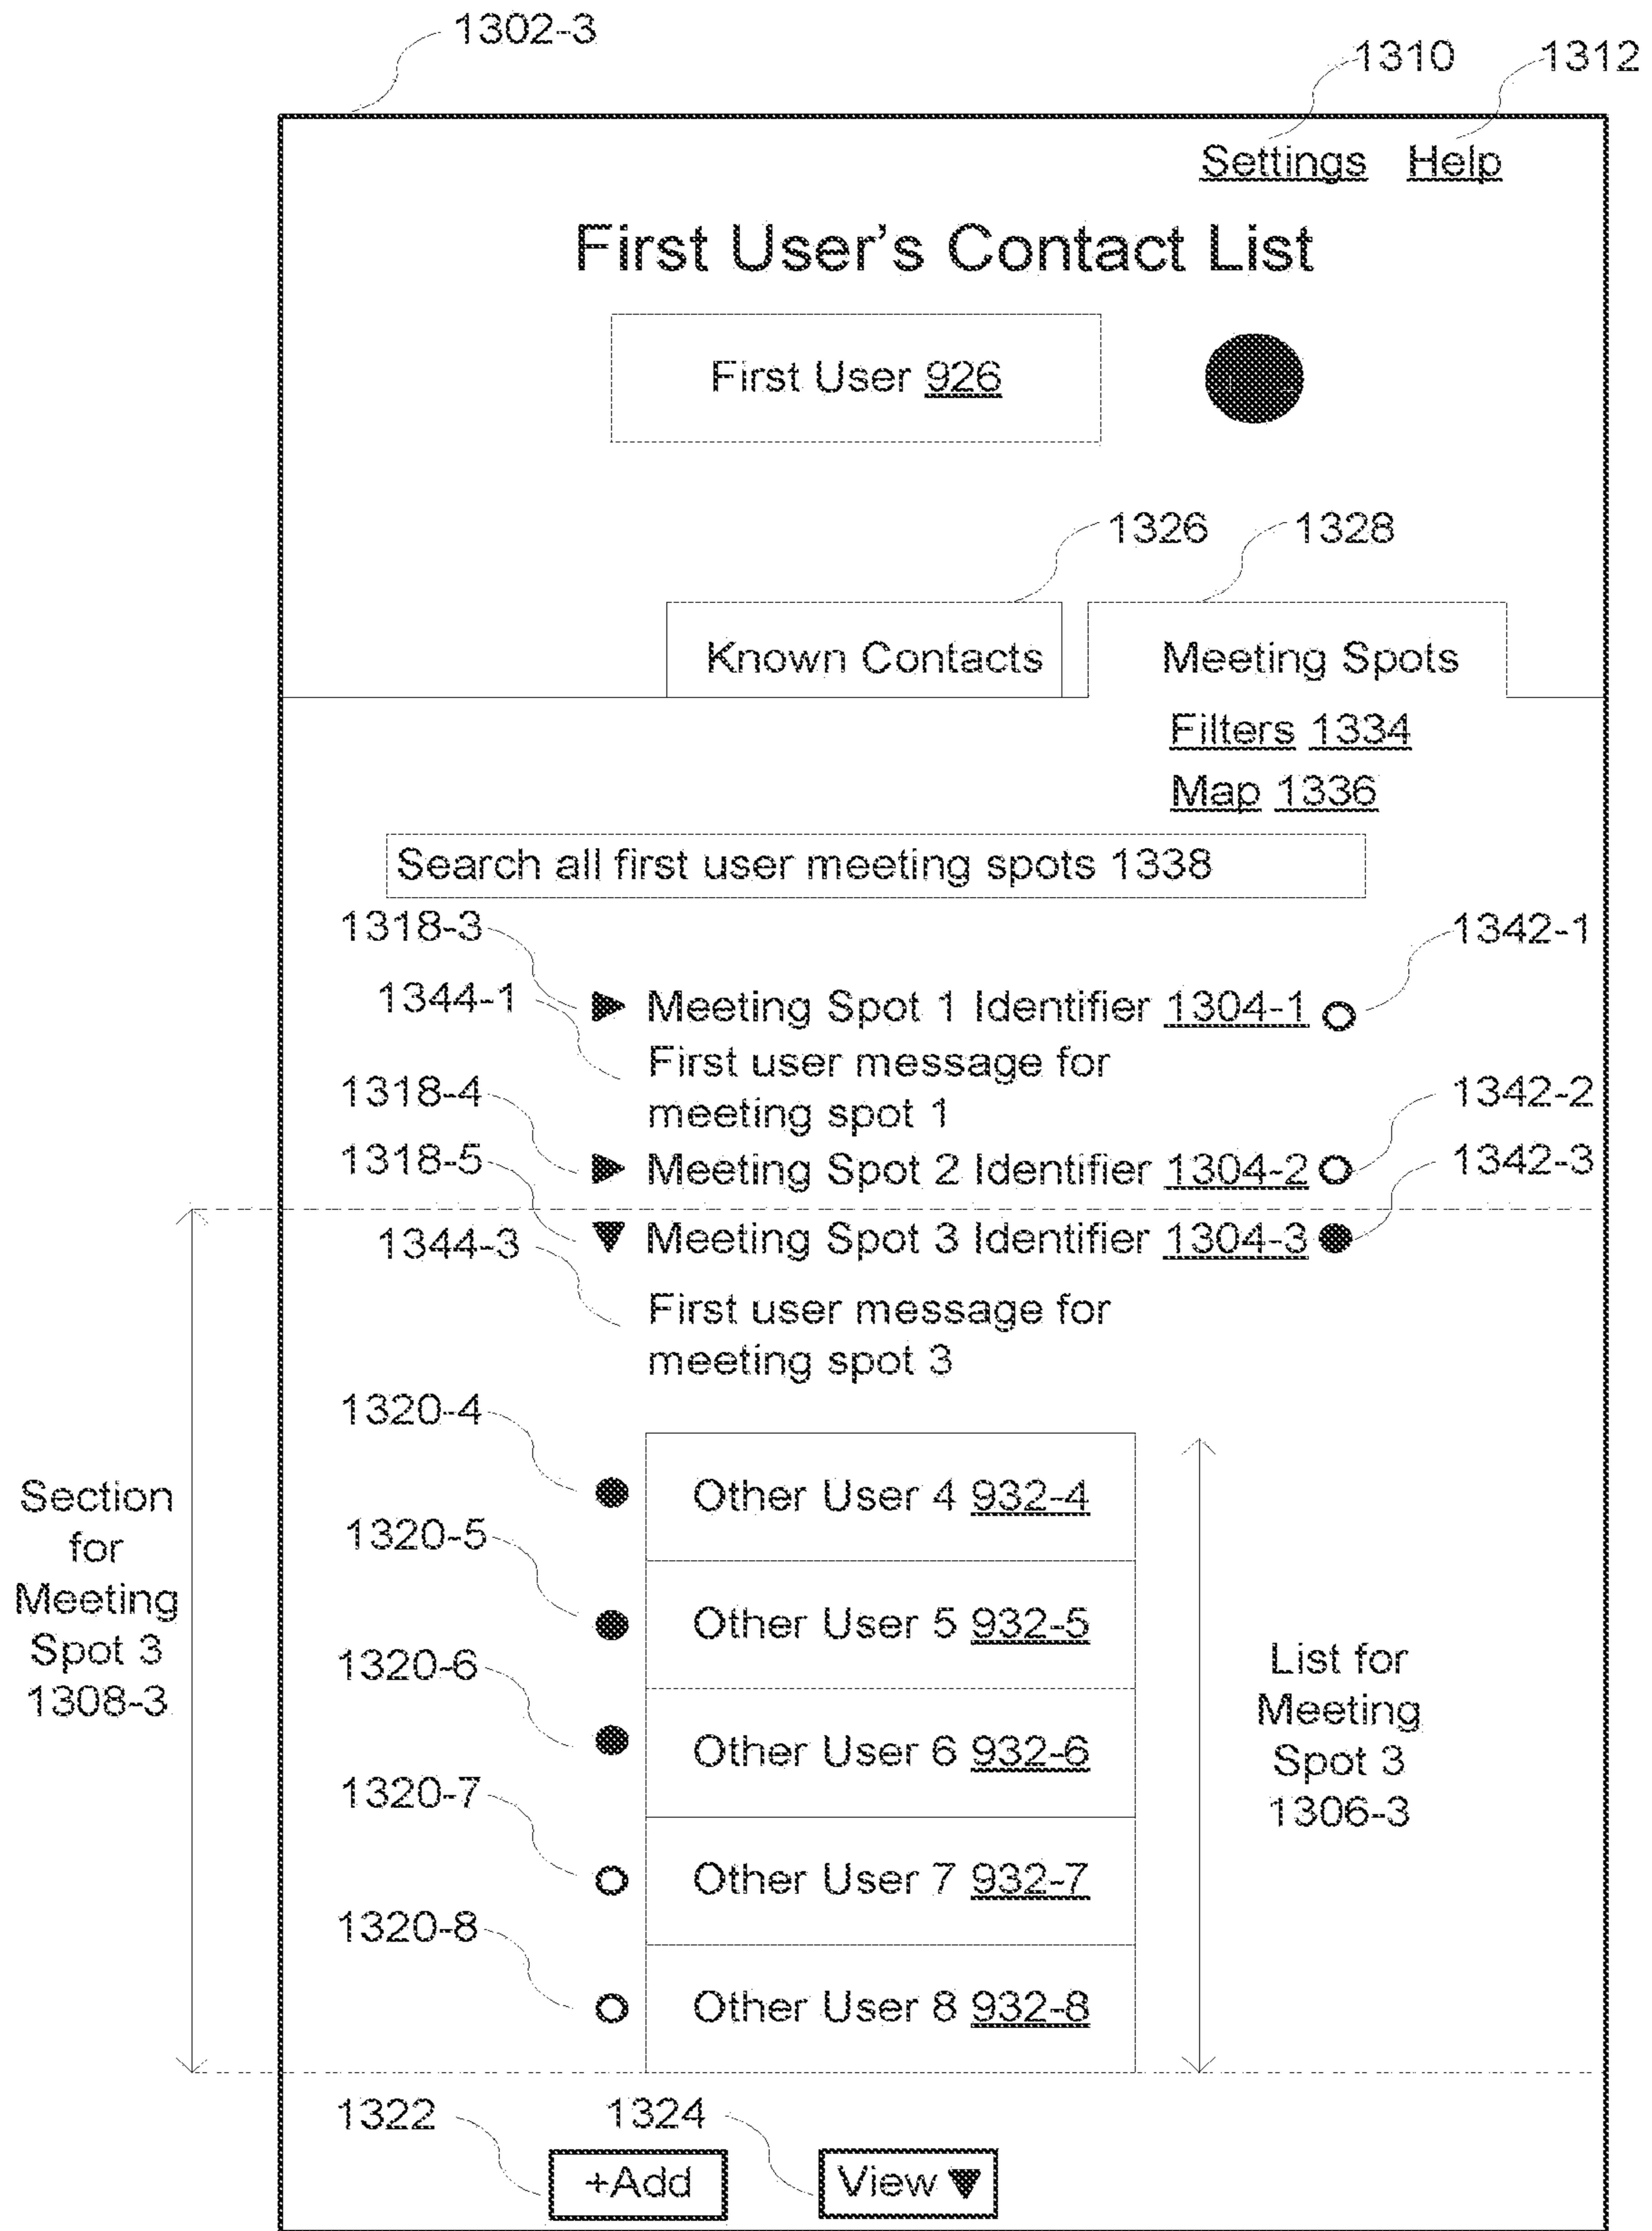 1302-3
1310
1312
Settings Help
First User's Contact List
First User 926
1326
1328
Known Contacts
Meeting Spots
Filters 1334
Map 1336
Search all first user meeting spots 1338
1318-3
1342-1
1344-1
Meeting Spot 1 Identifier 1304-1
First user message for
meeting spot 1
1318-4
1342-2
1318-5
Meeting Spot 2 Identifier 1304-2
1342-3
1344-3
Meeting Spot 3 Identifier 1304-3
First user message for
meeting spot 3
1320-4
Other User 4 932-4
1320-5
Other User 5 932-5
1320-6
Other User 6 932-6
1320-7
Other User 7 932-7
1320-8
Other User 8 932-8
Section
for
Meeting
Spot 3
1308-3
List for
Meeting
Spot 3
1306-3
1322
1324
+Add
View